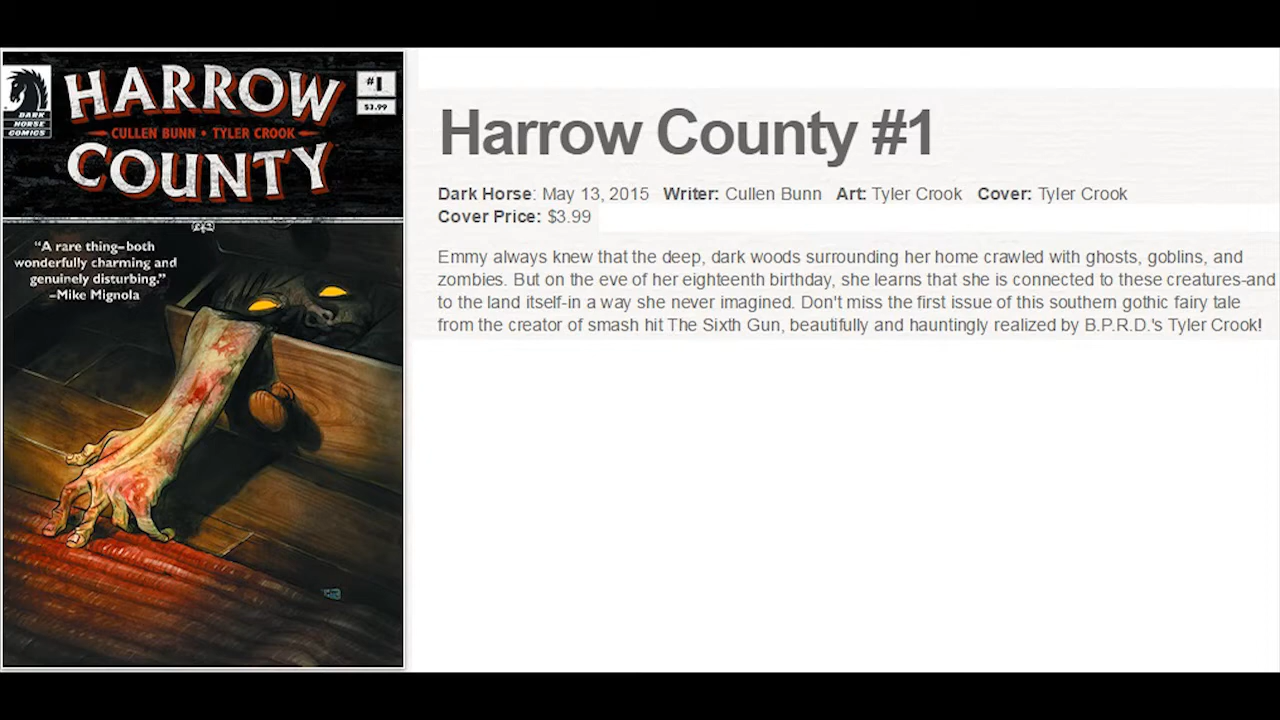 HARROW
#1
$3.99
DARK
HORSE
COMICS
CULLEN BUNN • TYLER CROOK
COUNTY
“A rare thing–both
wonderfully charming and
genuinely disturbing.”
–Mike Mignola
Harrow County #1
Dark Horse: May 13, 2015 Writer: Cullen Bunn Art: Tyler Crook Cover: Tyler Crook
Cover Price: $3.99
Emmy always knew that the deep, dark woods surrounding her home crawled with ghosts, goblins, and
zombies. But on the eve of her eighteenth birthday, she learns that she is connected to these creatures-and
to the land itself-in a way she never imagined. Don't miss the first issue of this southern gothic fairy tale
from the creator of smash hit The Sixth Gun, beautifully and hauntingly realized by B.P.R.D.'s Tyler Crook!